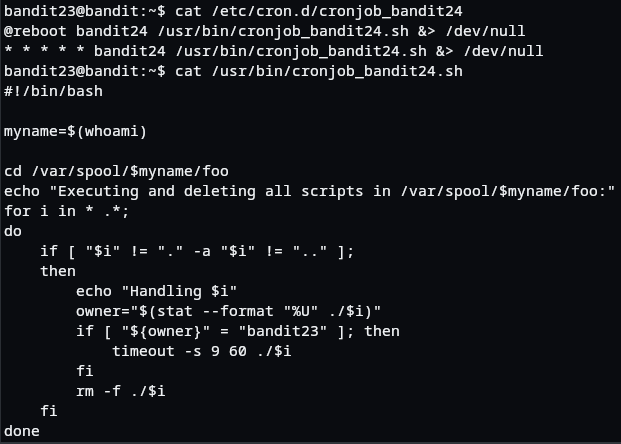 bandit23@bandit:~$ cat /etc/cron.d/cronjob_bandit24
@reboot bandit24 /usr/bin/cronjob_bandit24.sh &> /dev/null
* * * * * bandit24 /usr/bin/cronjob_bandit24.sh &> /dev/null
bandit23@bandit:~$ cat /usr/bin/cronjob_bandit24.sh
#!/bin/bash

myname=$(whoami)

cd /var/spool/$myname/foo
echo "Executing and deleting all scripts in /var/spool/$myname/foo:"
for i in * .*;
do
    if [ "$i" != "." -a "$i" != ".." ];
    then
        echo "Handling $i"
        owner="$(stat --format "%U" ./$i)"
        if [ "${owner}" = "bandit23" ]; then
            timeout -s 9 60 ./$i
        fi
        rm -f ./$i
    fi
done